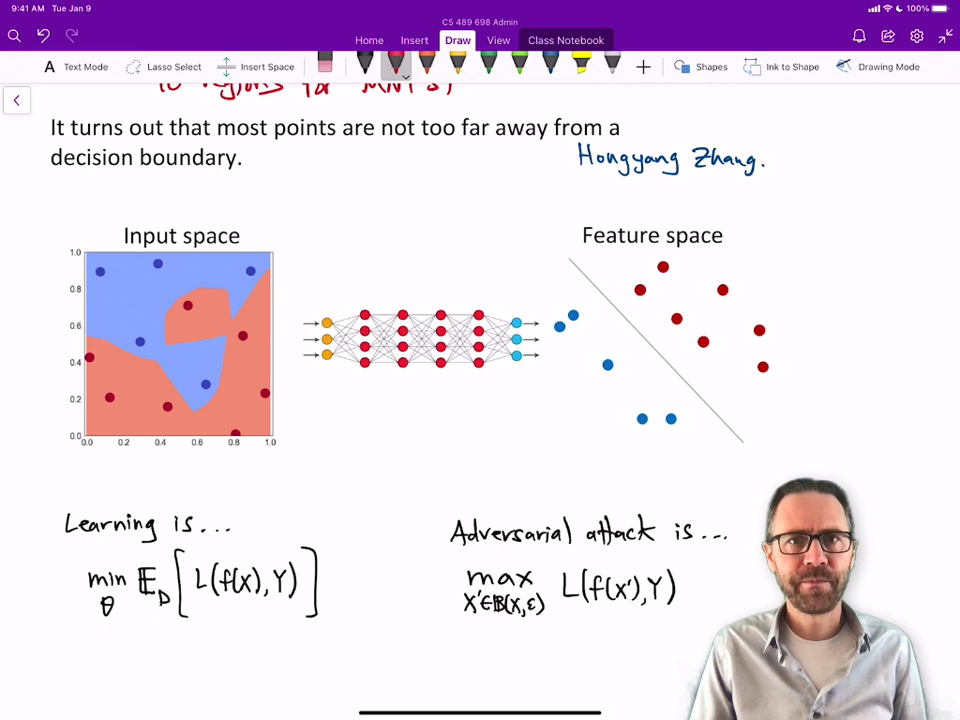 9:41 AM Tue Jan 9
100%
CS 489 698 Admin
Home Insert Draw View Class Notebook
A Text Mode Lasso Select Insert Space Shapes Ink to Shape Drawing Mode
10 regions for MNIST
It turns out that most points are not too far away from a
decision boundary.
Hongyang Zhang.
Input space
1.0
0.8
0.6
0.4
0.2
0.0
0.0 0.2 0.4 0.6 0.8 1.0
Feature space
Learning is...
min E_D [L(f(x), Y)]
θ
Adversarial attack is...
max L(f(x'), Y)
x'∈B(x,ε)